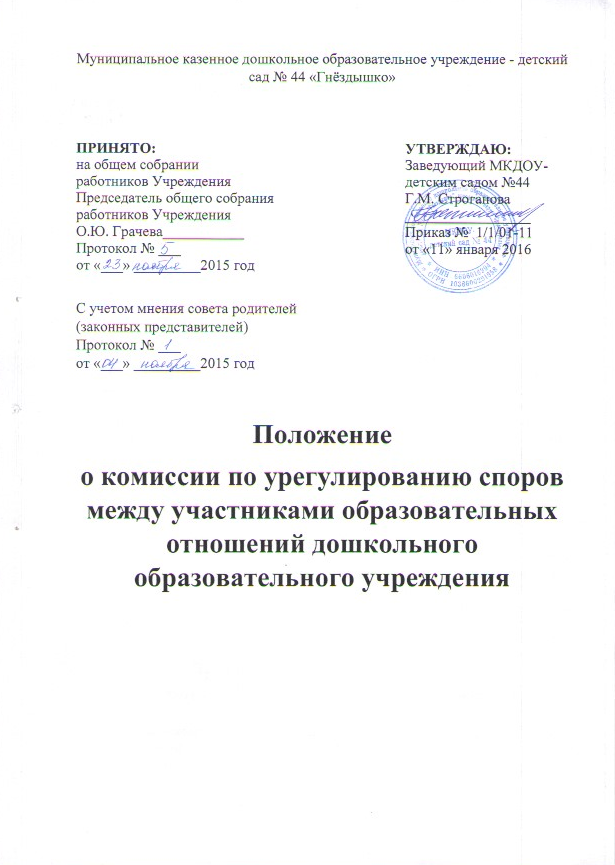 Муниципальное казенное дошкольное образовательное учреждение - детский
сад № 44 «Гнёздышко»
ПРИНЯТО:
на общем собрании
работников Учреждения
Председатель общего собрания
работников Учреждения
О.Ю. Грачева_____________
Протокол № 5
от «23» ноября 2015 год
УТВЕРЖДАЮ:
Заведующий МКДОУ-
детским садом №44
Г.М. Строганова
Приказ № 1/1/01-11
от «11» января 2016
С учетом мнения совета родителей
(законных представителей)
Протокол № 1
от «04» ноября 2015 год
Положение
о комиссии по урегулированию споров
между участниками образовательных
отношений дошкольного
образовательного учреждения